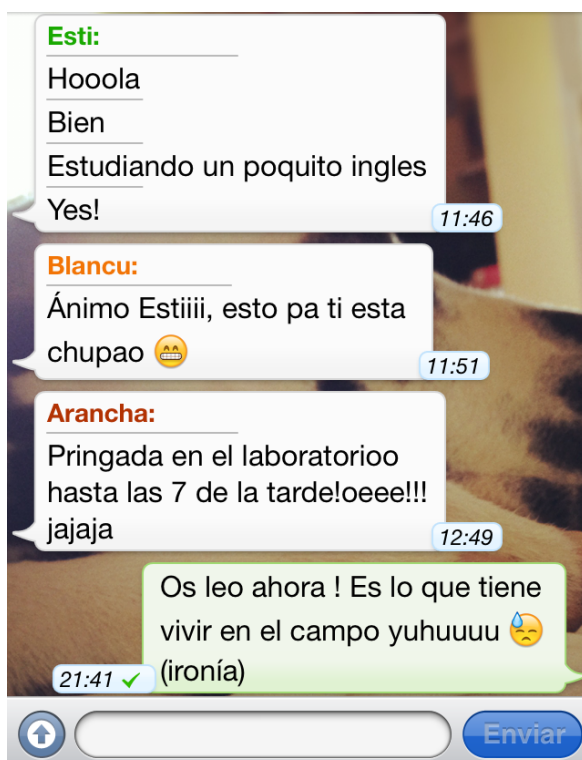 Esti:
Hooola
Bien
Estudiando un poquito ingles
Yes!
11:46
Blancu:
Ánimo Estiiii, esto pa ti esta
chupao 😁
11:51
Arancha:
Pringada en el laboratorioo
hasta las 7 de la tarde!oeee!!!
jajaja
12:49
Os leo ahora ! Es lo que tiene
vivir en el campo yuhuuuu 😓
(ironía)
21:41
Enviar